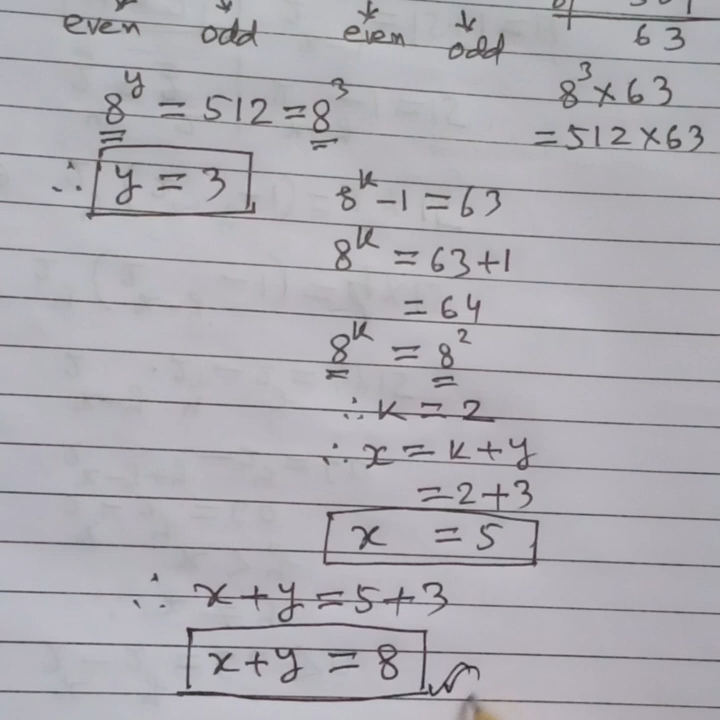 even odd even odd
63
8^y = 512 = 8^3
8^3 × 63
= 512 × 63
∴ y = 3
8^k - 1 = 63
8^k = 63 + 1
= 64
8^k = 8^2
∴ k = 2
∴ x = k + y
= 2 + 3
x = 5
∴ x + y = 5 + 3
x + y = 8